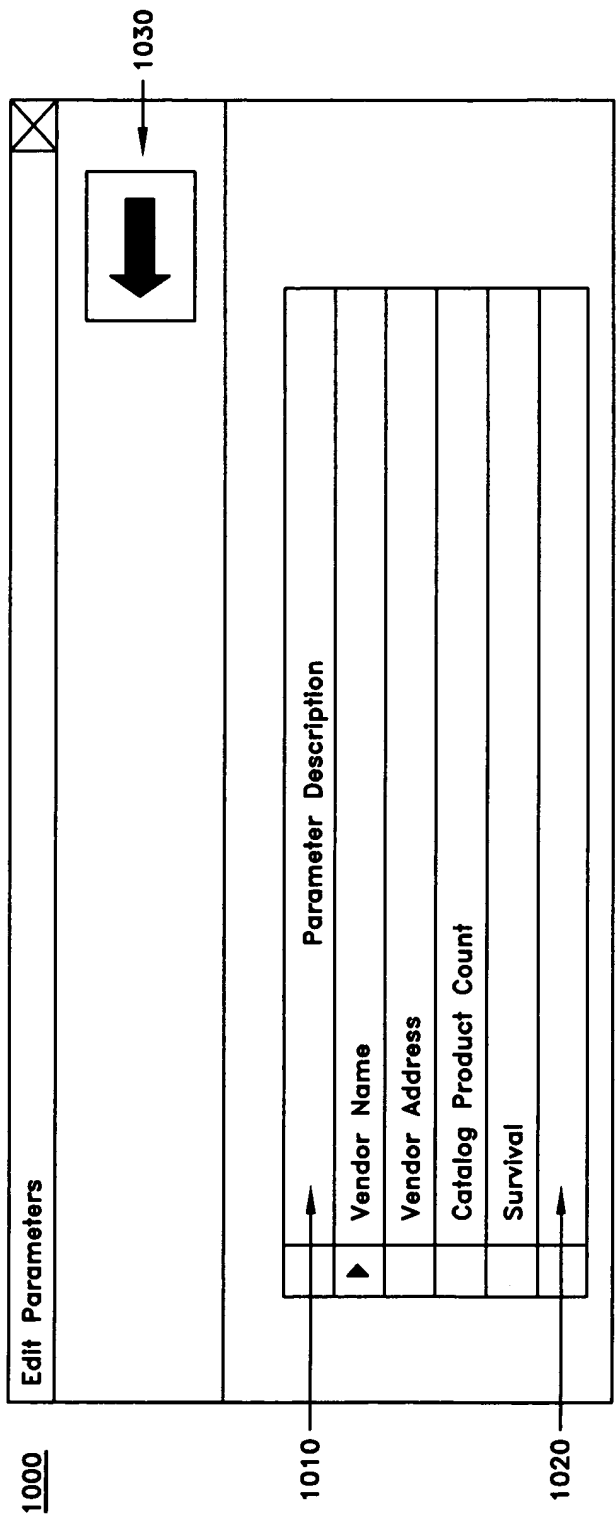 1000
Edit Parameters
1030
1010
Parameter Description
Vendor Name
Vendor Address
Catalog Product Count
Survival
1020